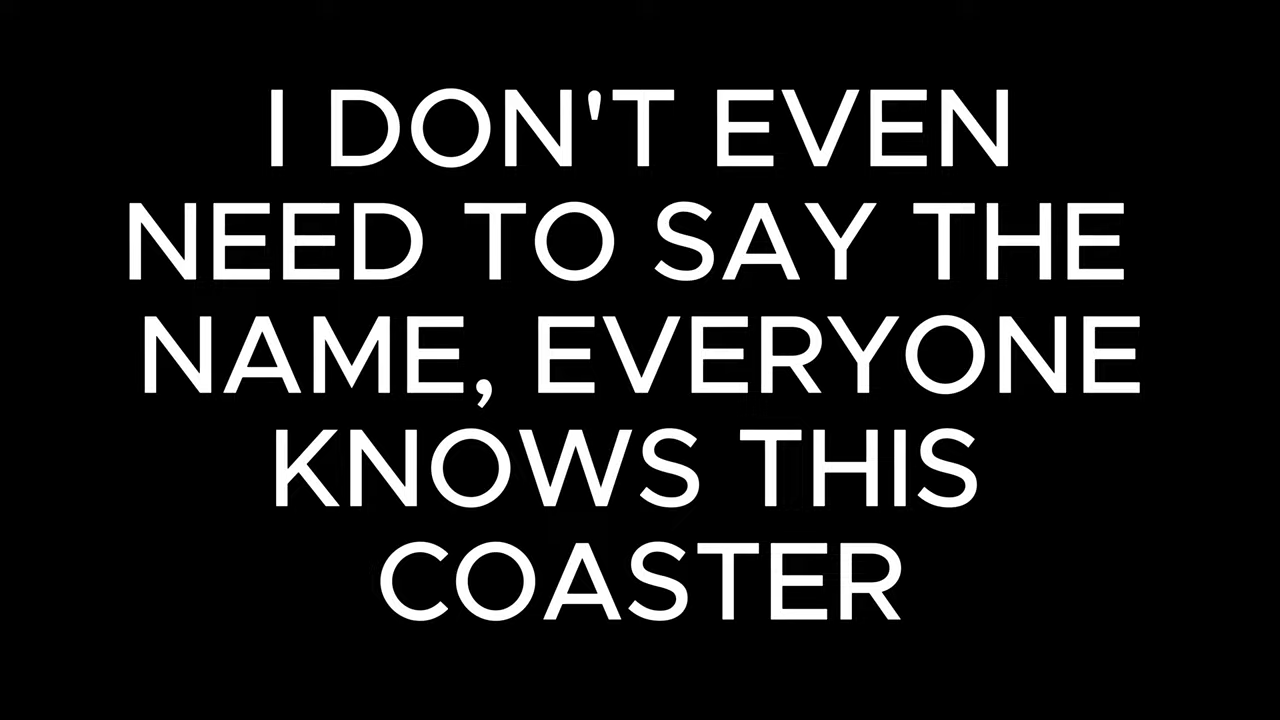 I DON'T EVEN
NEED TO SAY THE
NAME, EVERYONE
KNOWS THIS
COASTER